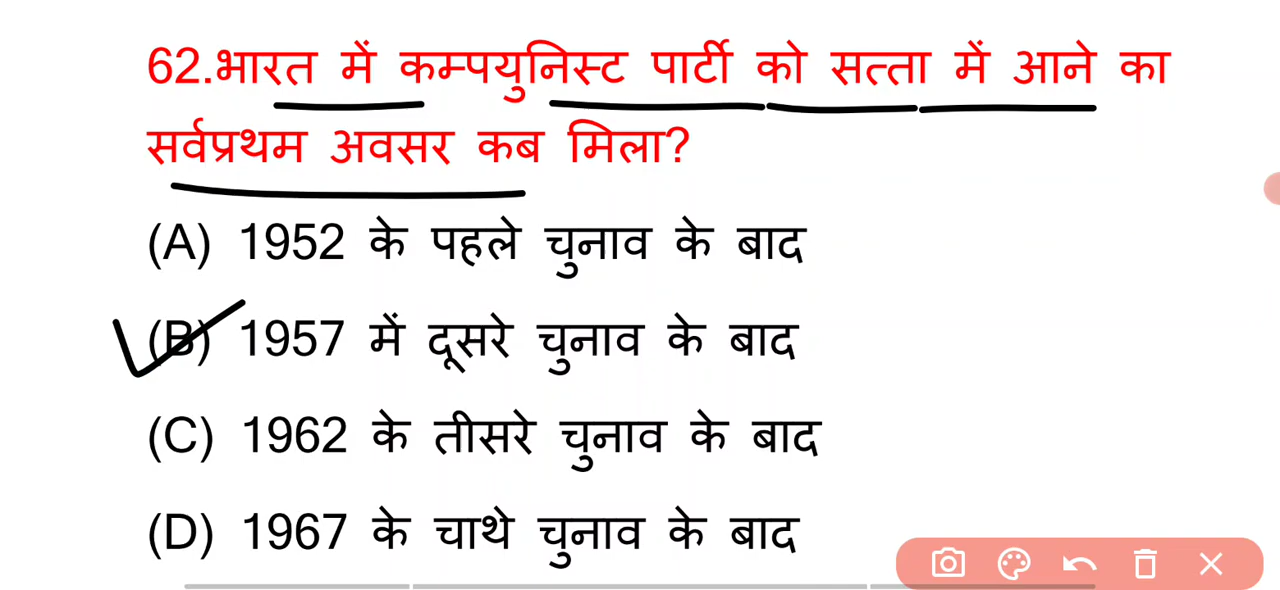 62.भारत में कम्पयुनिस्ट पार्टी को सत्ता में आने का
सर्वप्रथम अवसर कब मिला?
(A) 1952 के पहले चुनाव के बाद
(B) 1957 में दूसरे चुनाव के बाद
(C) 1962 के तीसरे चुनाव के बाद
(D) 1967 के चाथे चुनाव के बाद